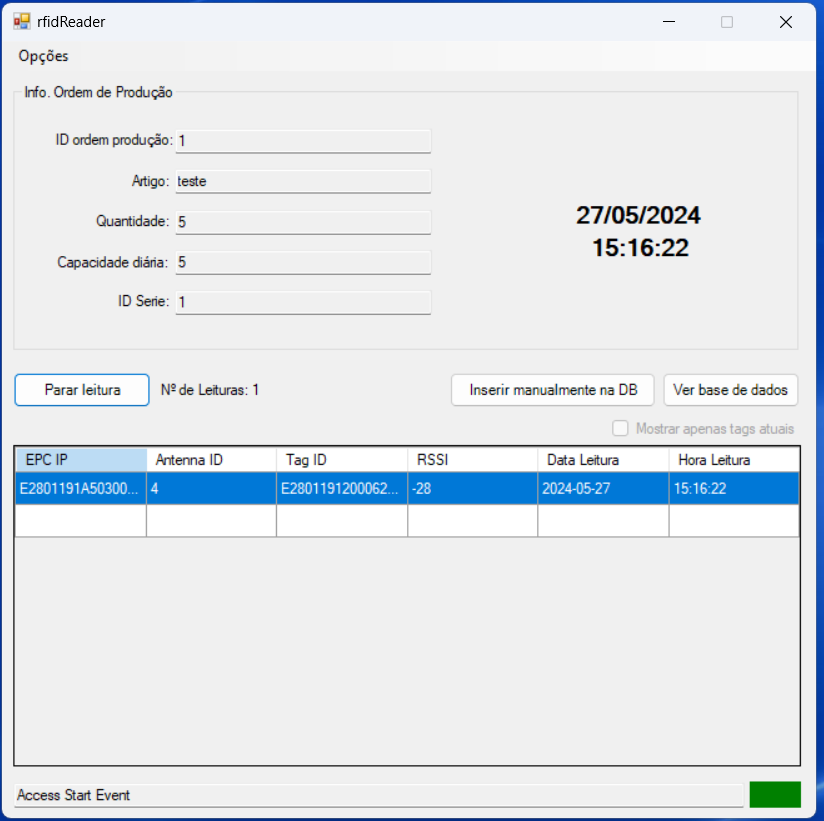 rfidReader
Opções
Info. Ordem de Produção
ID ordem produção: 1
Artigo: teste
Quantidade: 5
Capacidade diária: 5
ID Serie: 1
27/05/2024
15:16:22
Parar leitura Nº de Leituras: 1 Inserir manualmente na DB Ver base de dados
Mostrar apenas tags atuais
EPC IP Antenna ID Tag ID RSSI Data Leitura Hora Leitura
E2801191A50300... 4 E2801191200062... -28 2024-05-27 15:16:22
Access Start Event